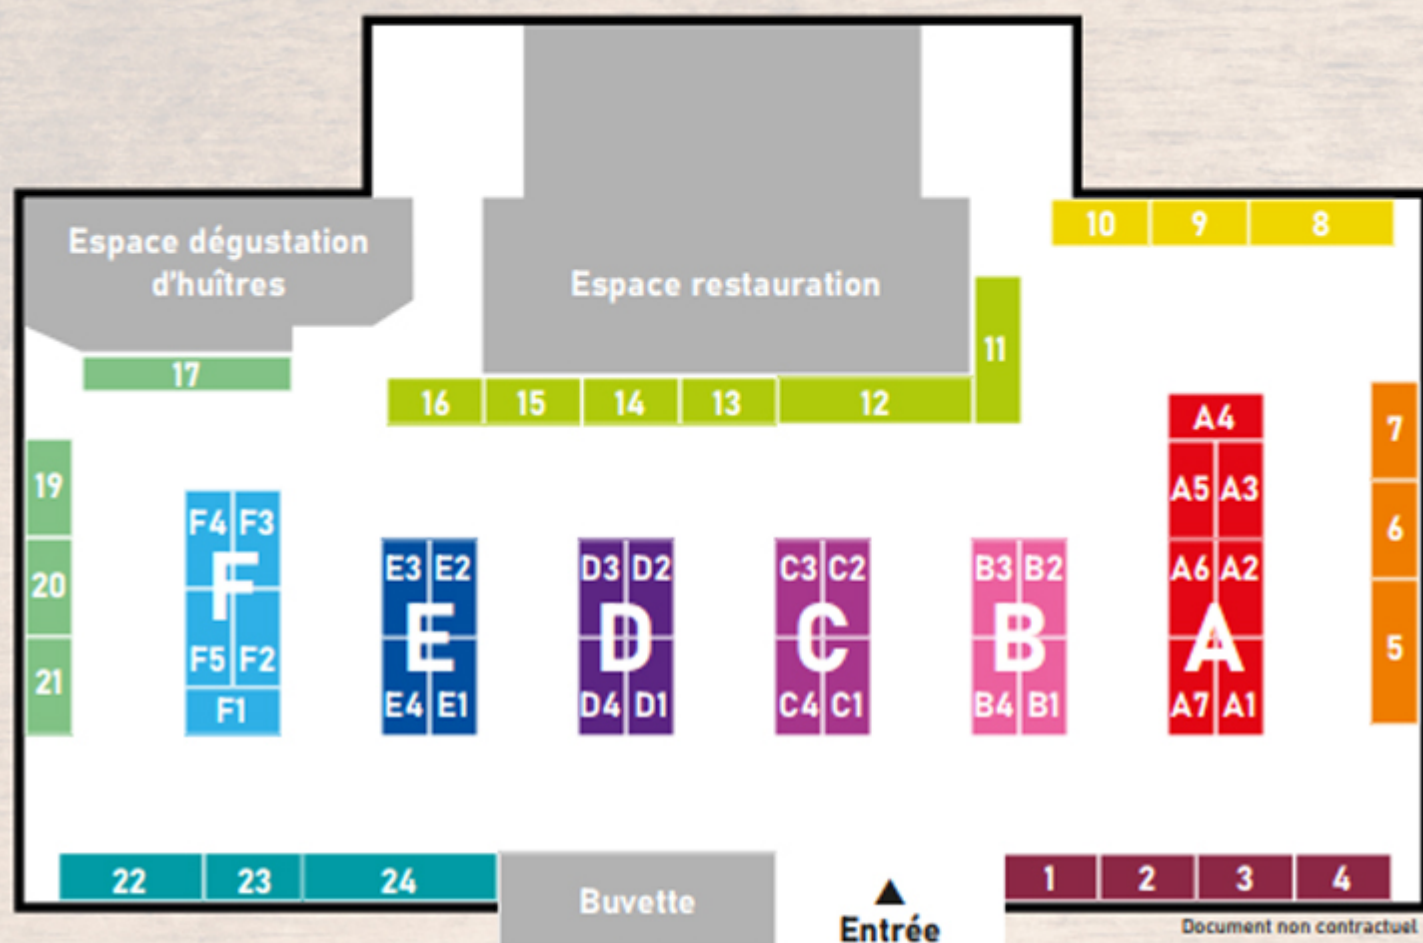 10 9 8
Espace dégustation
d'huîtres
Espace restauration
11
17
16 15 14 13 12
A4
7
19
A5 A3
F4 F3
6
F
E3 E2
D3 D2
C3 C2
B3 B2
A6 A2
20
E
D
C
B
A
5
F5 F2
21
F1
E4 E1
D4 D1
C4 C1
B4 B1
A7 A1
22 23 24
Buvette
▲
Entrée
1 2 3 4
Document non contractuel